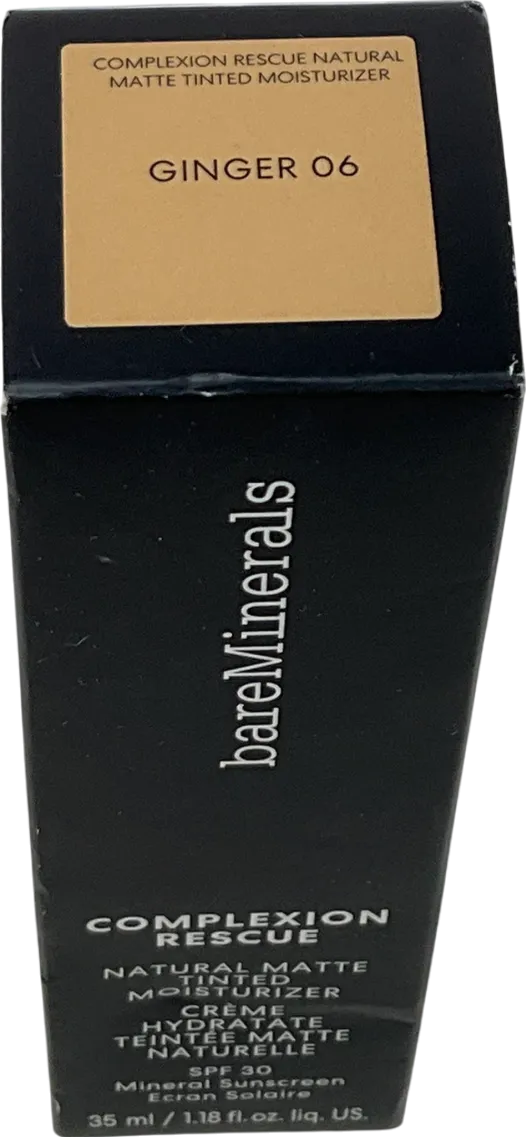 COMPLEXION RESCUE NATURAL
MATTE TINTED MOISTURIZER
GINGER 06
bareMinerals
COMPLEXION
RESCUE
NATURAL MATTE
TINTED
MOISTURIZER
CRÈME
HYDRATATE
TEINTÉE MATTE
NATURELLE
SPF 30
Mineral Sunscreen
Ecran Solaire
35 ml / 1.18 fl.oz. liq. US.